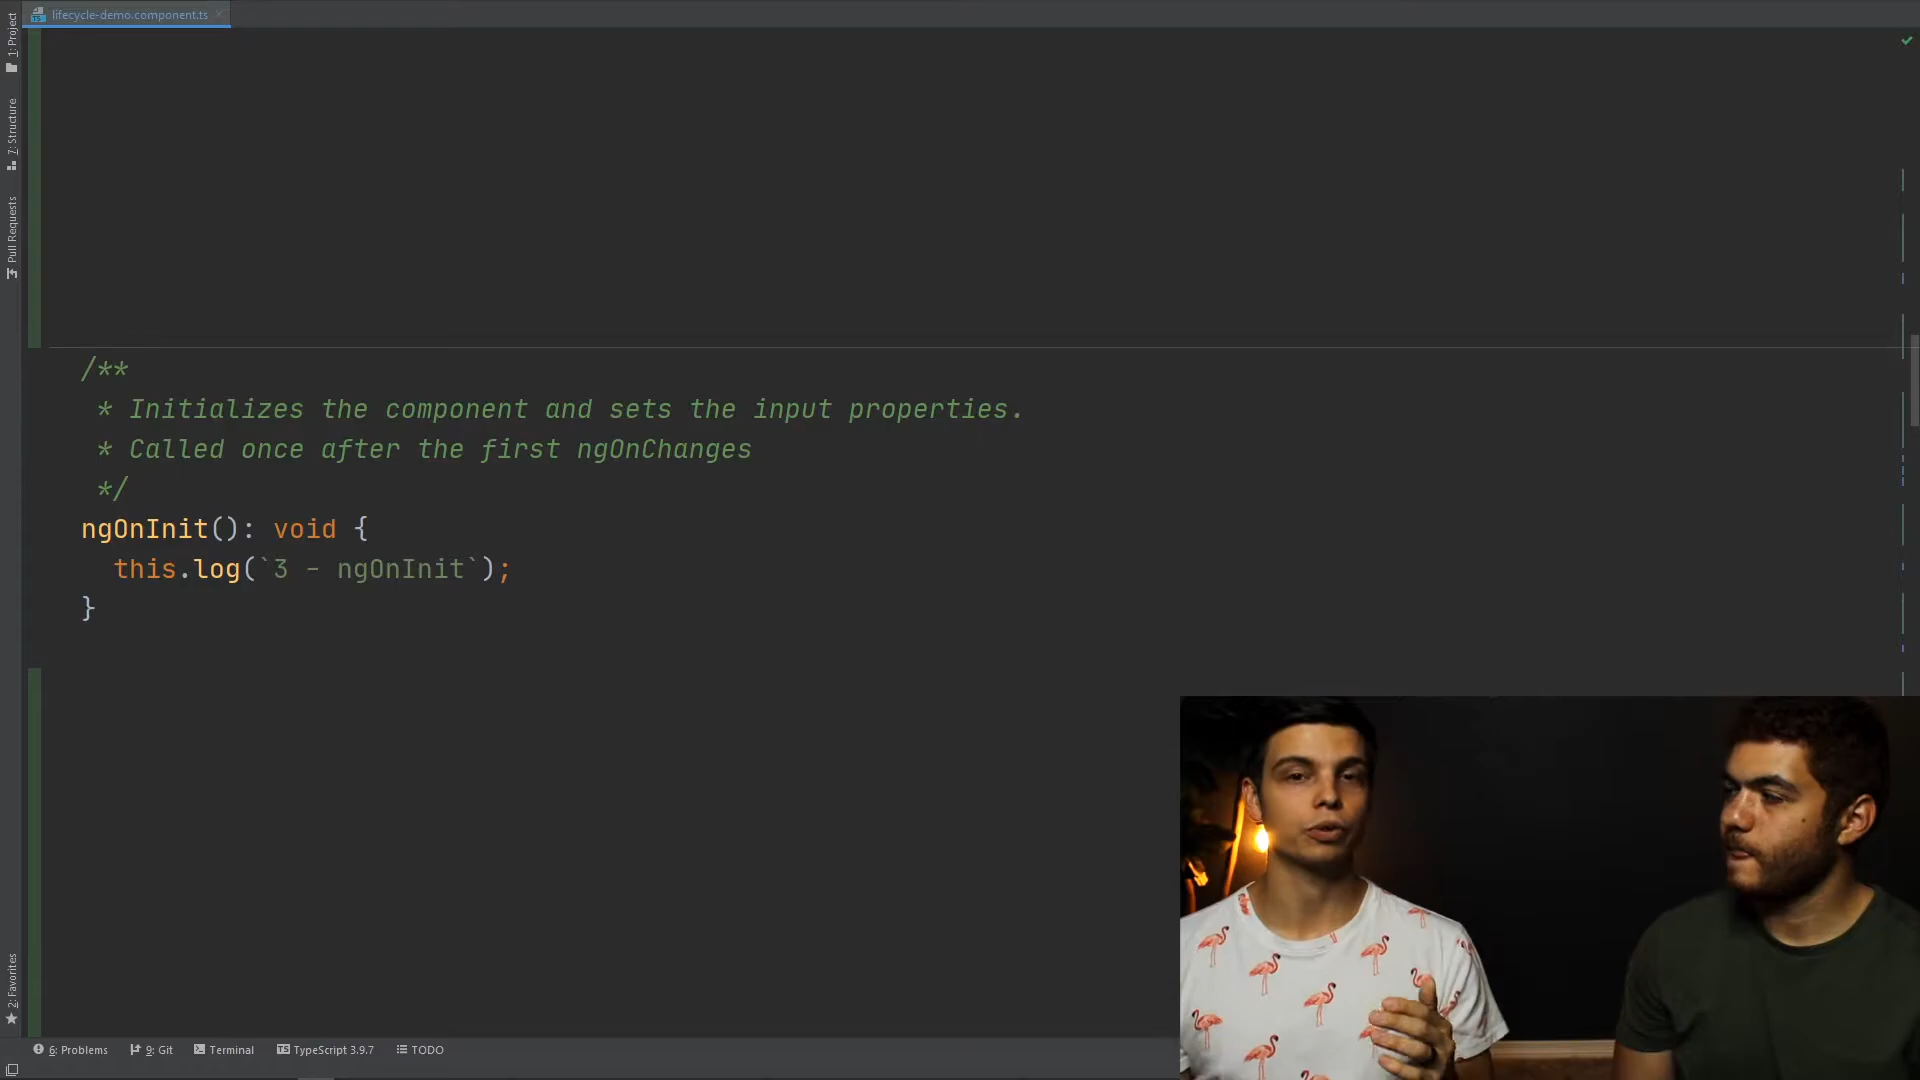 lifecycle-demo.component.ts
1: Project
7: Structure
Pull Requests
2: Favorites
/**
* Initializes the component and sets the input properties.
* Called once after the first ngOnChanges
*/
ngOnInit(): void {
this.log(`3 - ngOnInit`);
}
6: Problems
9: Git
Terminal
TS TypeScript 3.9.7
TODO